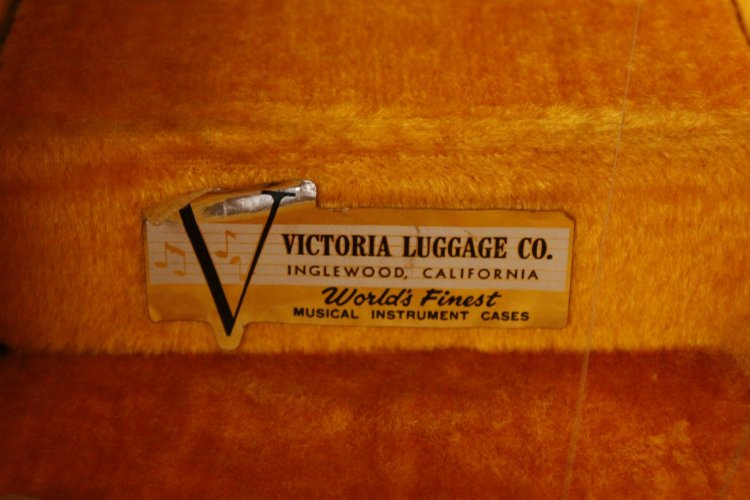 V
VICTORIA LUGGAGE CO.
INGLEWOOD, CALIFORNIA
World's Finest
MUSICAL INSTRUMENT CASES